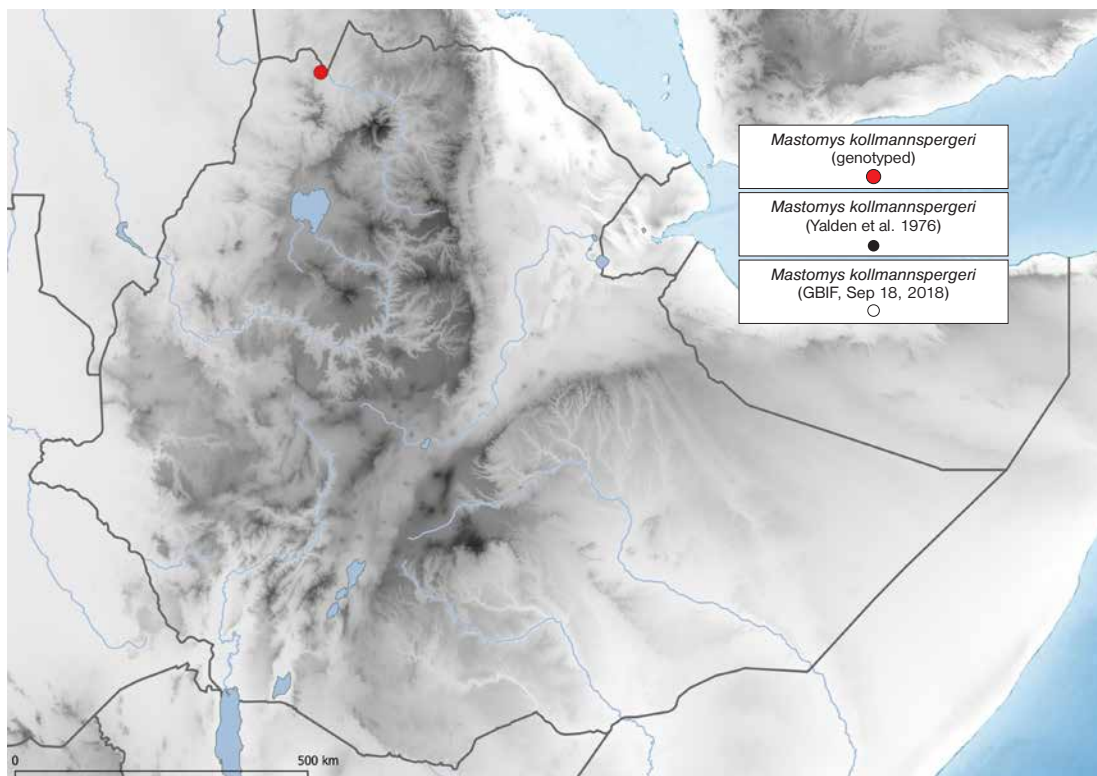 Mastomys kollmannspergeri
(genotyped)
Mastomys kollmannspergeri
(Yalden et al. 1976)
Mastomys kollmannspergeri
(GBIF, Sep 18, 2018)
0
500 km